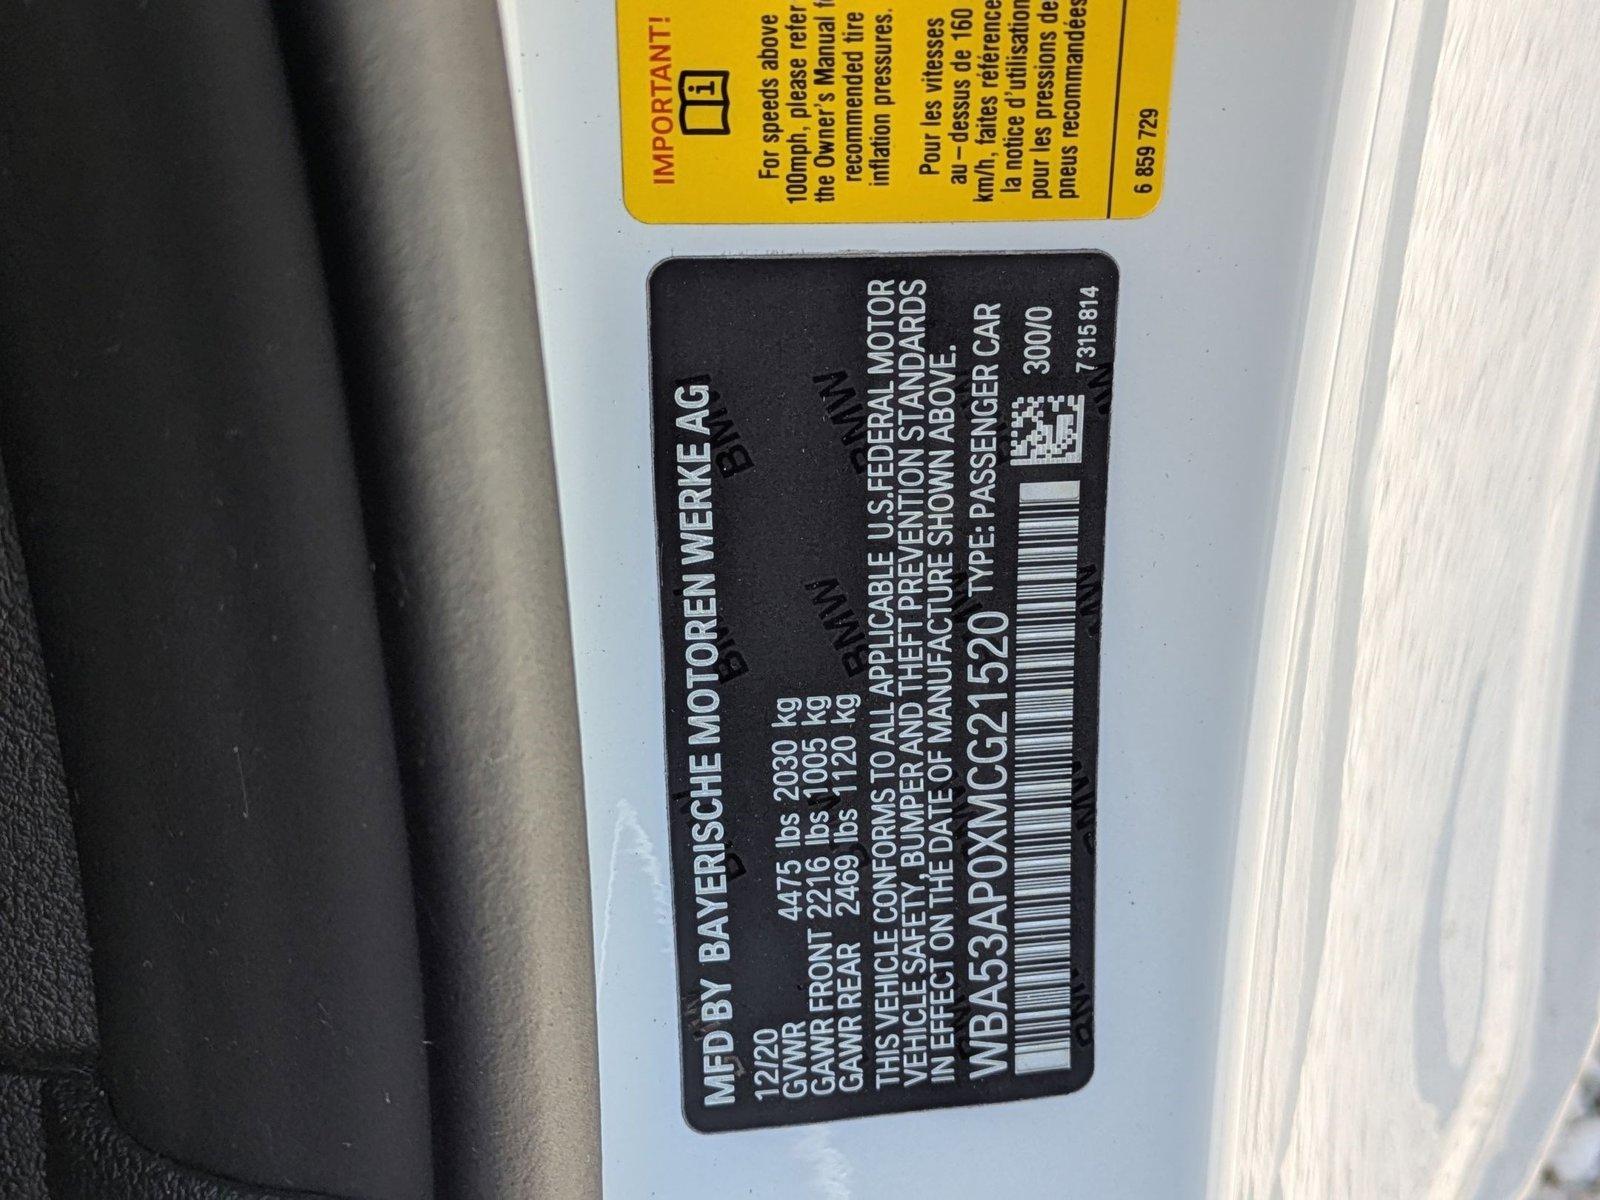 MFD BY BAYERISCHE MOTOREN WERKE AG
12/20
GVWR 4475 lbs 2030 kg
GAWR FRONT 2216 lbs 1005 kg
GAWR REAR 2469 lbs 1120 kg
THIS VEHICLE CONFORMS TO ALL APPLICABLE U.S.FEDERAL MOTOR
VEHICLE SAFETY, BUMPER AND THEFT PREVENTION STANDARDS
IN EFFECT ON THE DATE OF MANUFACTURE SHOWN ABOVE.
WBA53AP0XMCG21520 TYPE: PASSENGER CAR
300/0
7 315 814
IMPORTANT!
For speeds above
100mph, please refer
the Owner's Manual
recommended tire
inflation pressures.
Pour les vitesses
au-dessus de 160
km/h, faites référence
la notice d'utilisation
pour les pressions de
pneus recommandées
6 859 729